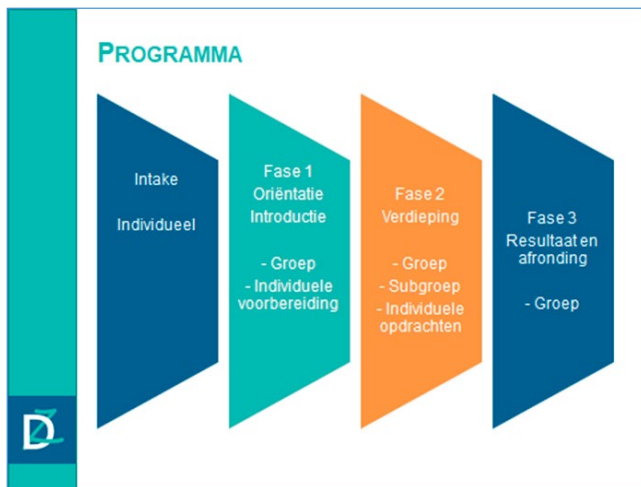 PROGRAMMA
Intake
Individueel
Fase 1
Oriëntatie
Introductie
- Groep
- Individuele
voorbereiding
Fase 2
Verdieping
- Groep
- Subgroep
- Individuele
opdrachten
Fase 3
Resultaat en
afronding
- Groep
DZ